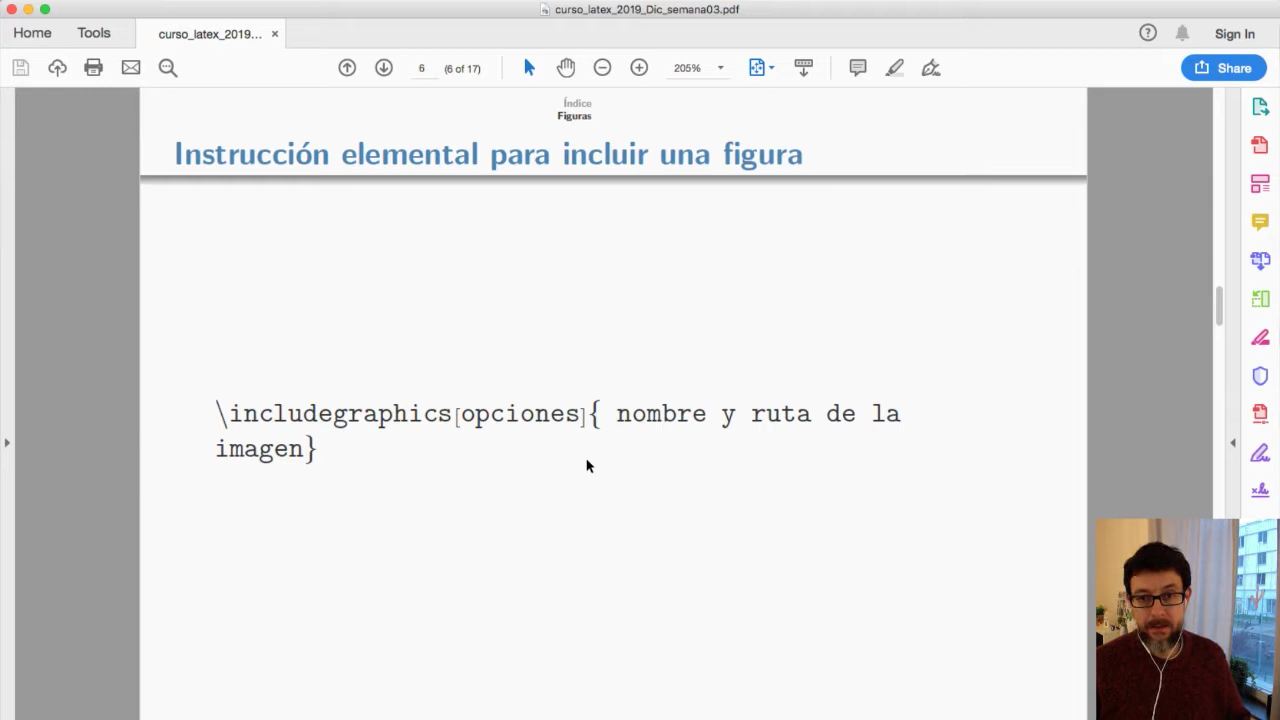 curso_latex_2019_Dic_semana03.pdf
Home Tools curso_latex_2019... × Sign In
6 (6 of 17) 205% Share
Índice
Figuras
Instrucción elemental para incluir una figura
\includegraphics[opciones]{ nombre y ruta de la
imagen}